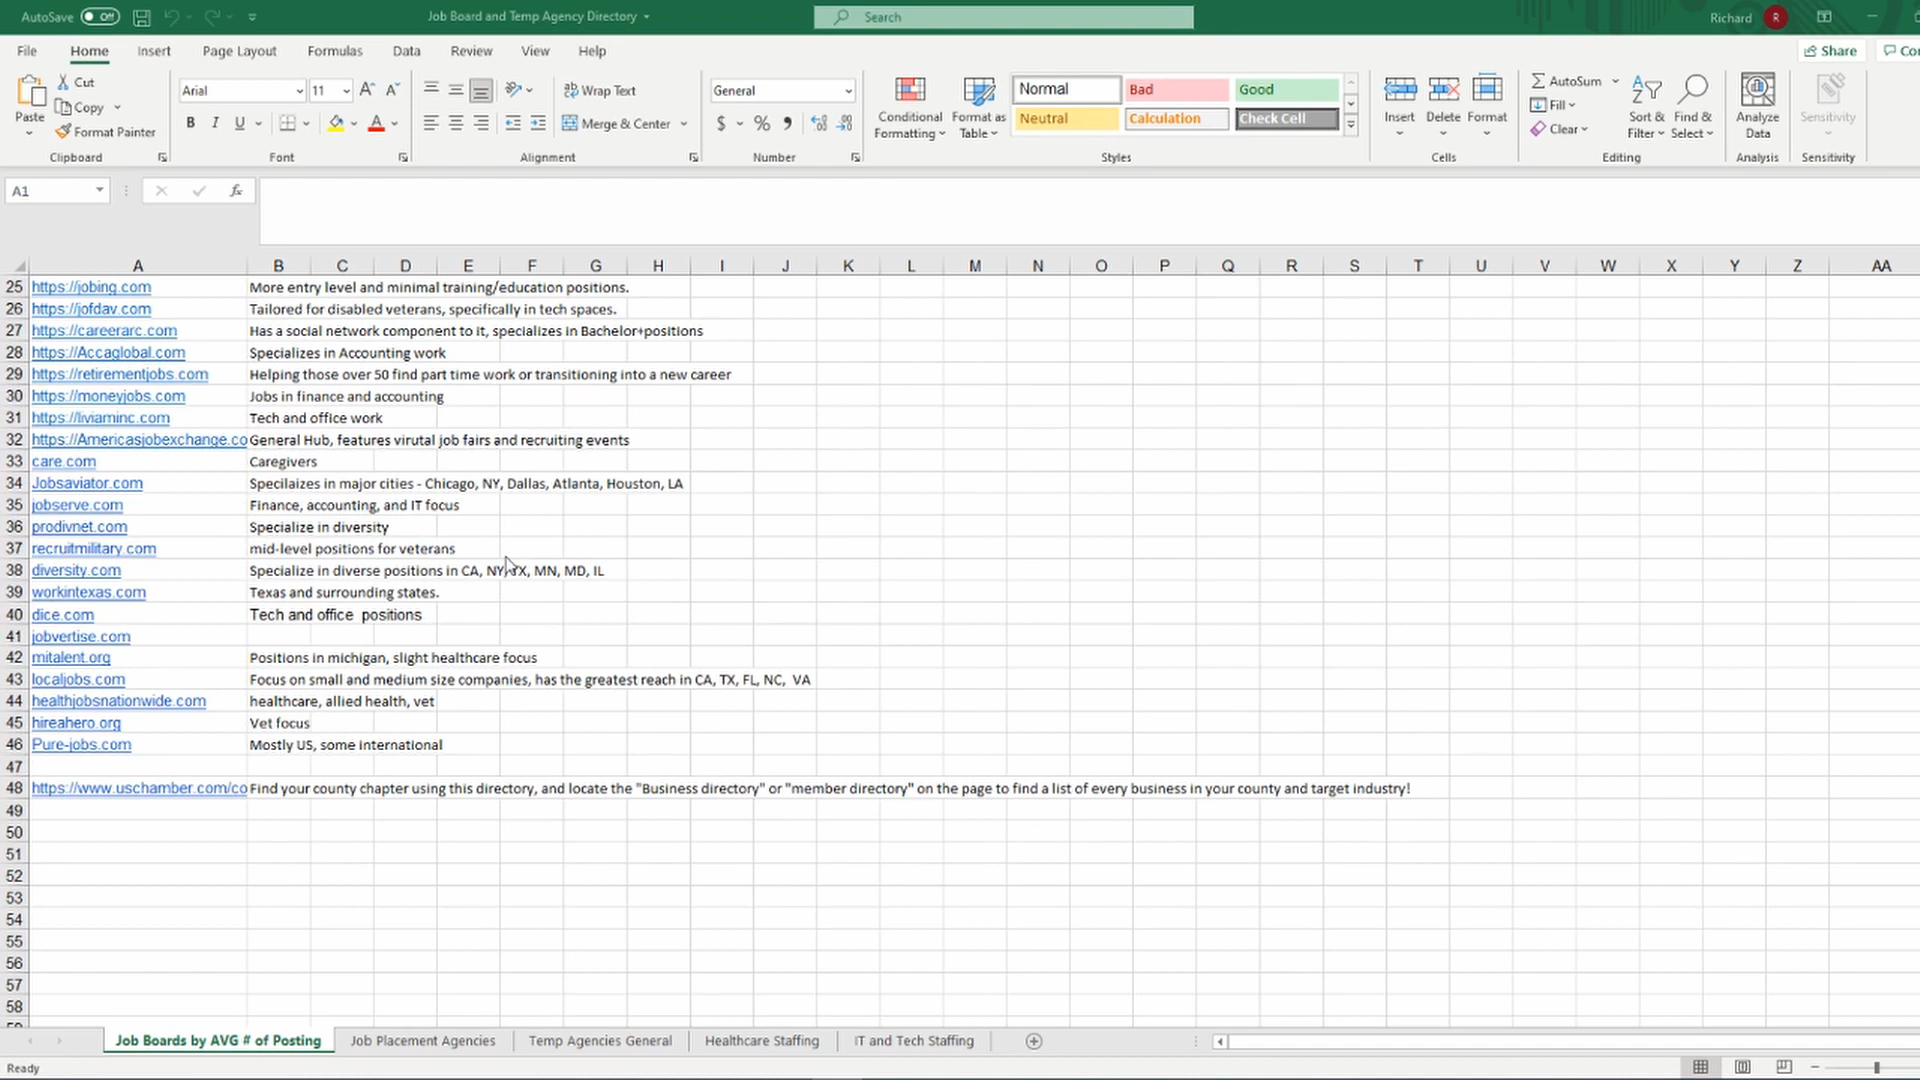 AutoSave Off Job Board and Temp Agency Directory Search Richard R
File Home Insert Page Layout Formulas Data Review View Help Share
Paste Cut Copy Format Painter Clipboard
Arial 11 A A B I U A Font
Wrap Text Merge & Center Alignment
General $ % Number
Conditional Formatting Format as Table Normal Bad Good Neutral Calculation Check Cell Styles
Insert Delete Format Cells
AutoSum Fill Clear Sort & Filter Find & Select Editing
Analyze Data Analysis
Sensitivity Sensitivity
A1 fx
A B C D E F G H I J K L M N O P Q R S T U V W X Y Z AA
25 https://jobing.com More entry level and minimal training/education positions.
26 https://jofdav.com Tailored for disabled veterans, specifically in tech spaces.
27 https://careerarc.com Has a social network component to it, specializes in Bachelor+positions
28 https://Accaglobal.com Specializes in Accounting work
29 https://retirementjobs.com Helping those over 50 find part time work or transitioning into a new career
30 https://moneyjobs.com Jobs in finance and accounting
31 https://liviaminc.com Tech and office work
32 https://Americasjobexchange.co General Hub, features virutal job fairs and recruiting events
33 care.com Caregivers
34 Jobsaviator.com Specilaizes in major cities - Chicago, NY, Dallas, Atlanta, Houston, LA
35 jobserve.com Finance, accounting, and IT focus
36 prodivnet.com Specialize in diversity
37 recruitmilitary.com mid-level positions for veterans
38 diversity.com Specialize in diverse positions in CA, NY, TX, MN, MD, IL
39 workintexas.com Texas and surrounding states.
40 dice.com Tech and office positions
41 jobvertise.com
42 mitalent.org Positions in michigan, slight healthcare focus
43 localjobs.com Focus on small and medium size companies, has the greatest reach in CA, TX, FL, NC, VA
44 healthjobsnationwide.com healthcare, allied health, vet
45 hireahero.org Vet focus
46 Pure-jobs.com Mostly US, some international
47
48 https://www.uschamber.com/co Find your county chapter using this directory, and locate the "Business directory" or "member directory" on the page to find a list of every business in your county and target industry!
49
50
51
52
53
54
55
56
57
58
Job Boards by AVG # of Posting Job Placement Agencies Temp Agencies General Healthcare Staffing IT and Tech Staffing
Ready